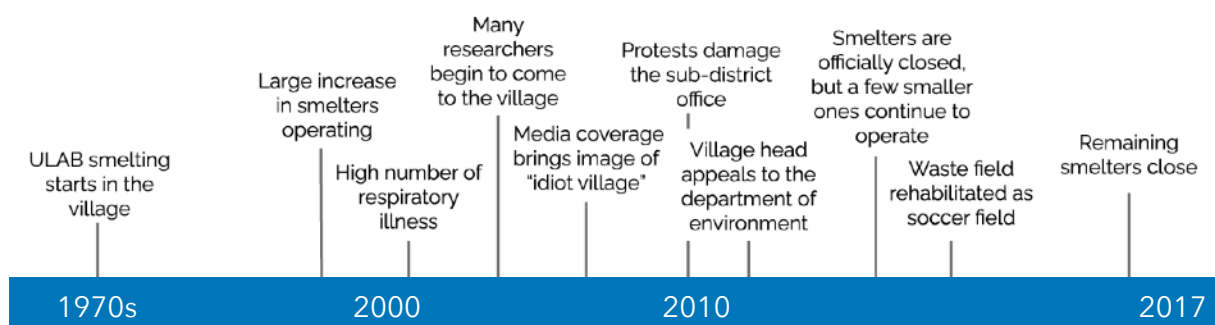 ULAB smelting
starts in the
village
Large increase
in smelters
operating
High number of
respiratory
illness
Many
researchers
begin to come
to the village
Media coverage
brings image of
"idiot village"
Protests damage
the sub-district
office
Village head
appeals to the
department of
environment
Smelters are
officially closed,
but a few smaller
ones continue to
operate
Waste field
rehabilitated as
soccer field
Remaining
smelters close
1970s
2000
2010
2017